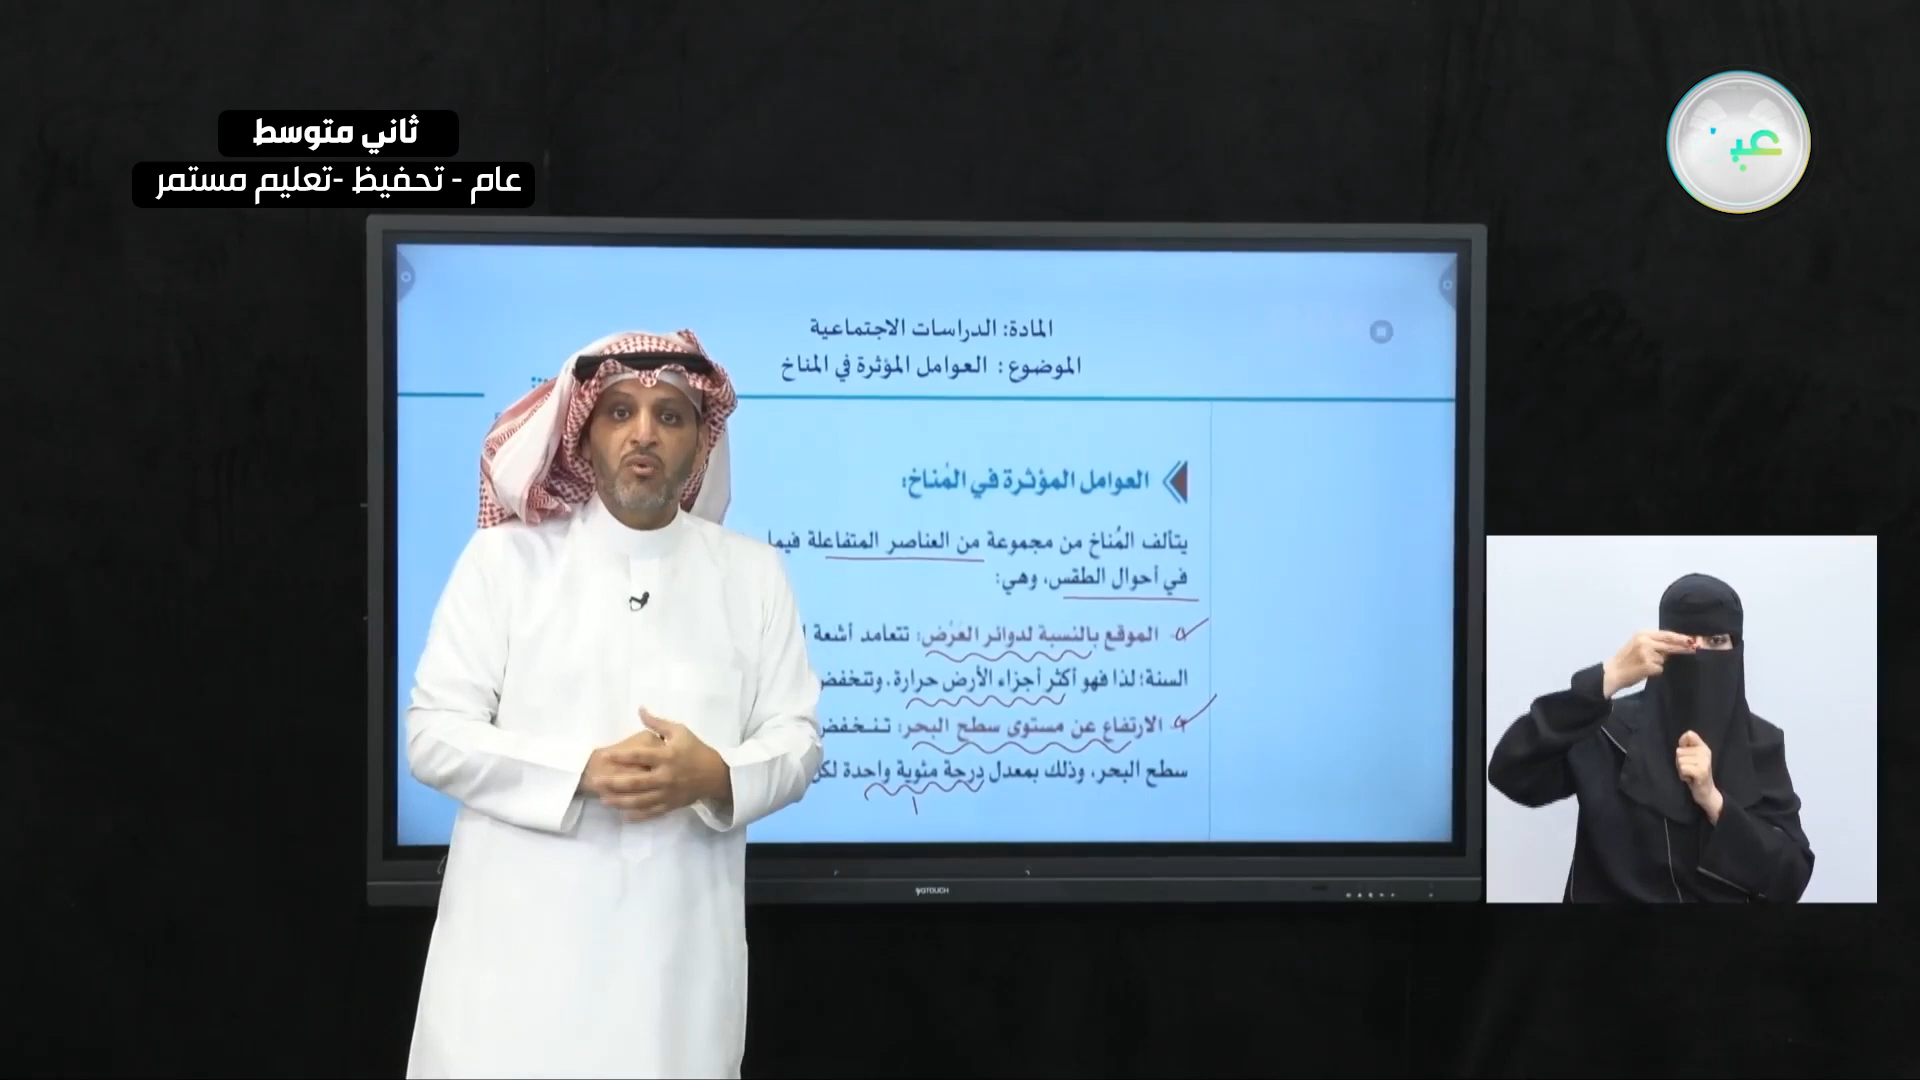 ثاني متوسط
عام - تحفيظ -تعليم مستمر
المادة: الدراسات الاجتماعية
الموضوع : العوامل المؤثرة في المناخ
العوامل المؤثرة في المُناخ:
يتألف المُناخ من مجموعة من العناصر المتفاعلة فيما
في أحوال الطقس، وهي:
الموقع بالنسبة لدوائر العَرْض: تتعامد أشعة
السنة؛ لذا فهو أكثر أجزاء الأرض حرارة، وتنخفض
الارتفاع عن مستوى سطح البحر: تنخفض
سطح البحر، وذلك بمعدل درجة مئوية واحدة لكل